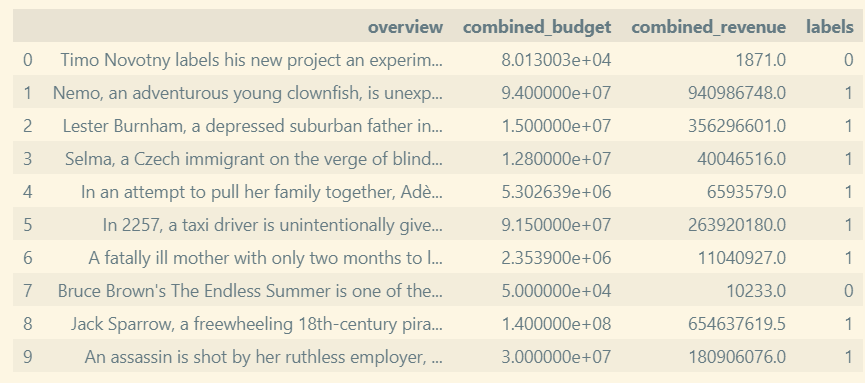 overview combined_budget combined_revenue labels
0 Timo Novotny labels his new project an experim... 8.013003e+04 1871.0 0
1 Nemo, an adventurous young clownfish, is unexp... 9.400000e+07 940986748.0 1
2 Lester Burnham, a depressed suburban father in... 1.500000e+07 356296601.0 1
3 Selma, a Czech immigrant on the verge of blind... 1.280000e+07 40046516.0 1
4 In an attempt to pull her family together, Adè... 5.302639e+06 6593579.0 1
5 In 2257, a taxi driver is unintentionally give... 9.150000e+07 263920180.0 1
6 A fatally ill mother with only two months to l... 2.353900e+06 11040927.0 1
7 Bruce Brown's The Endless Summer is one of the... 5.000000e+04 10233.0 0
8 Jack Sparrow, a freewheeling 18th-century pira... 1.400000e+08 654637619.5 1
9 An assassin is shot by her ruthless employer, ... 3.000000e+07 180906076.0 1